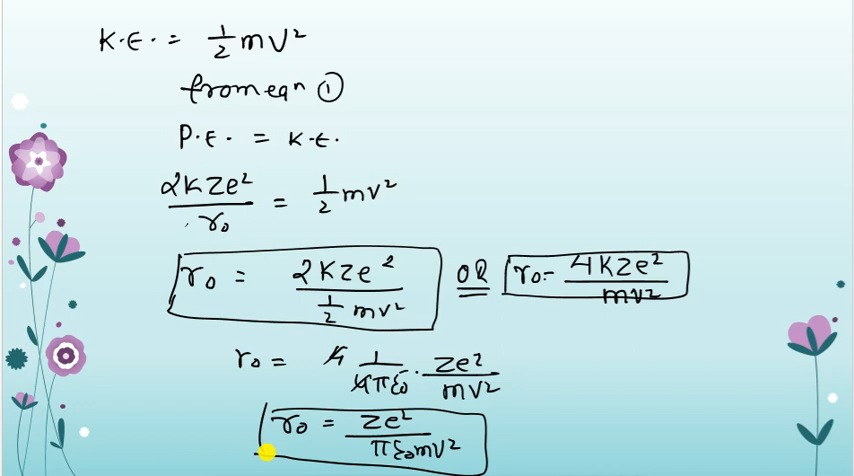 K.E. = 1/2 mv²
from eqn ①
P.E. = K.E.
2KZe²/r₀ = 1/2 mv²
r₀ = 2KZe² / (1/2 mv²) OR r₀ = 4KZe²/mv²
r₀ = 4 1/4πε₀ · Ze²/mv²
r₀ = Ze²/πε₀mv²